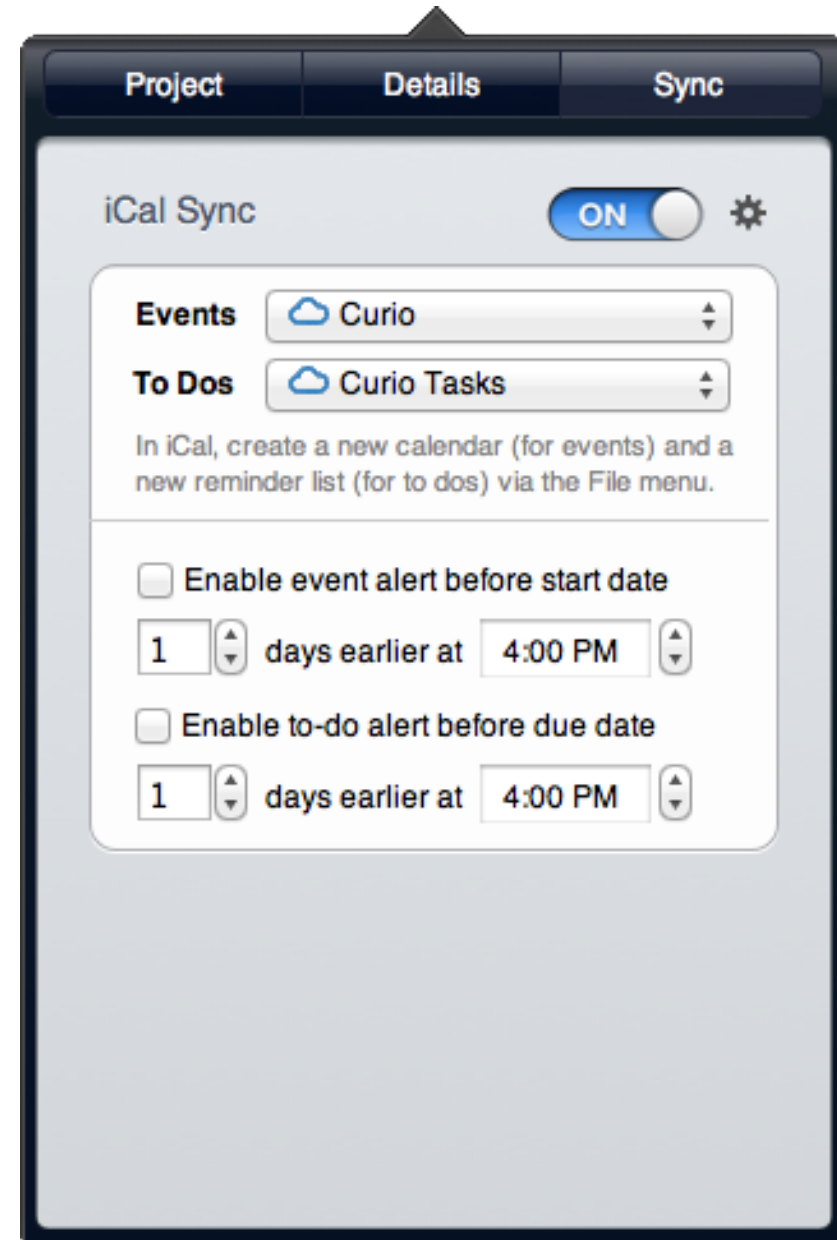 Project Details Sync
iCal Sync ON
Events Curio
To Dos Curio Tasks
In iCal, create a new calendar (for events) and a
new reminder list (for to dos) via the File menu.
Enable event alert before start date
1 days earlier at 4:00 PM
Enable to-do alert before due date
1 days earlier at 4:00 PM